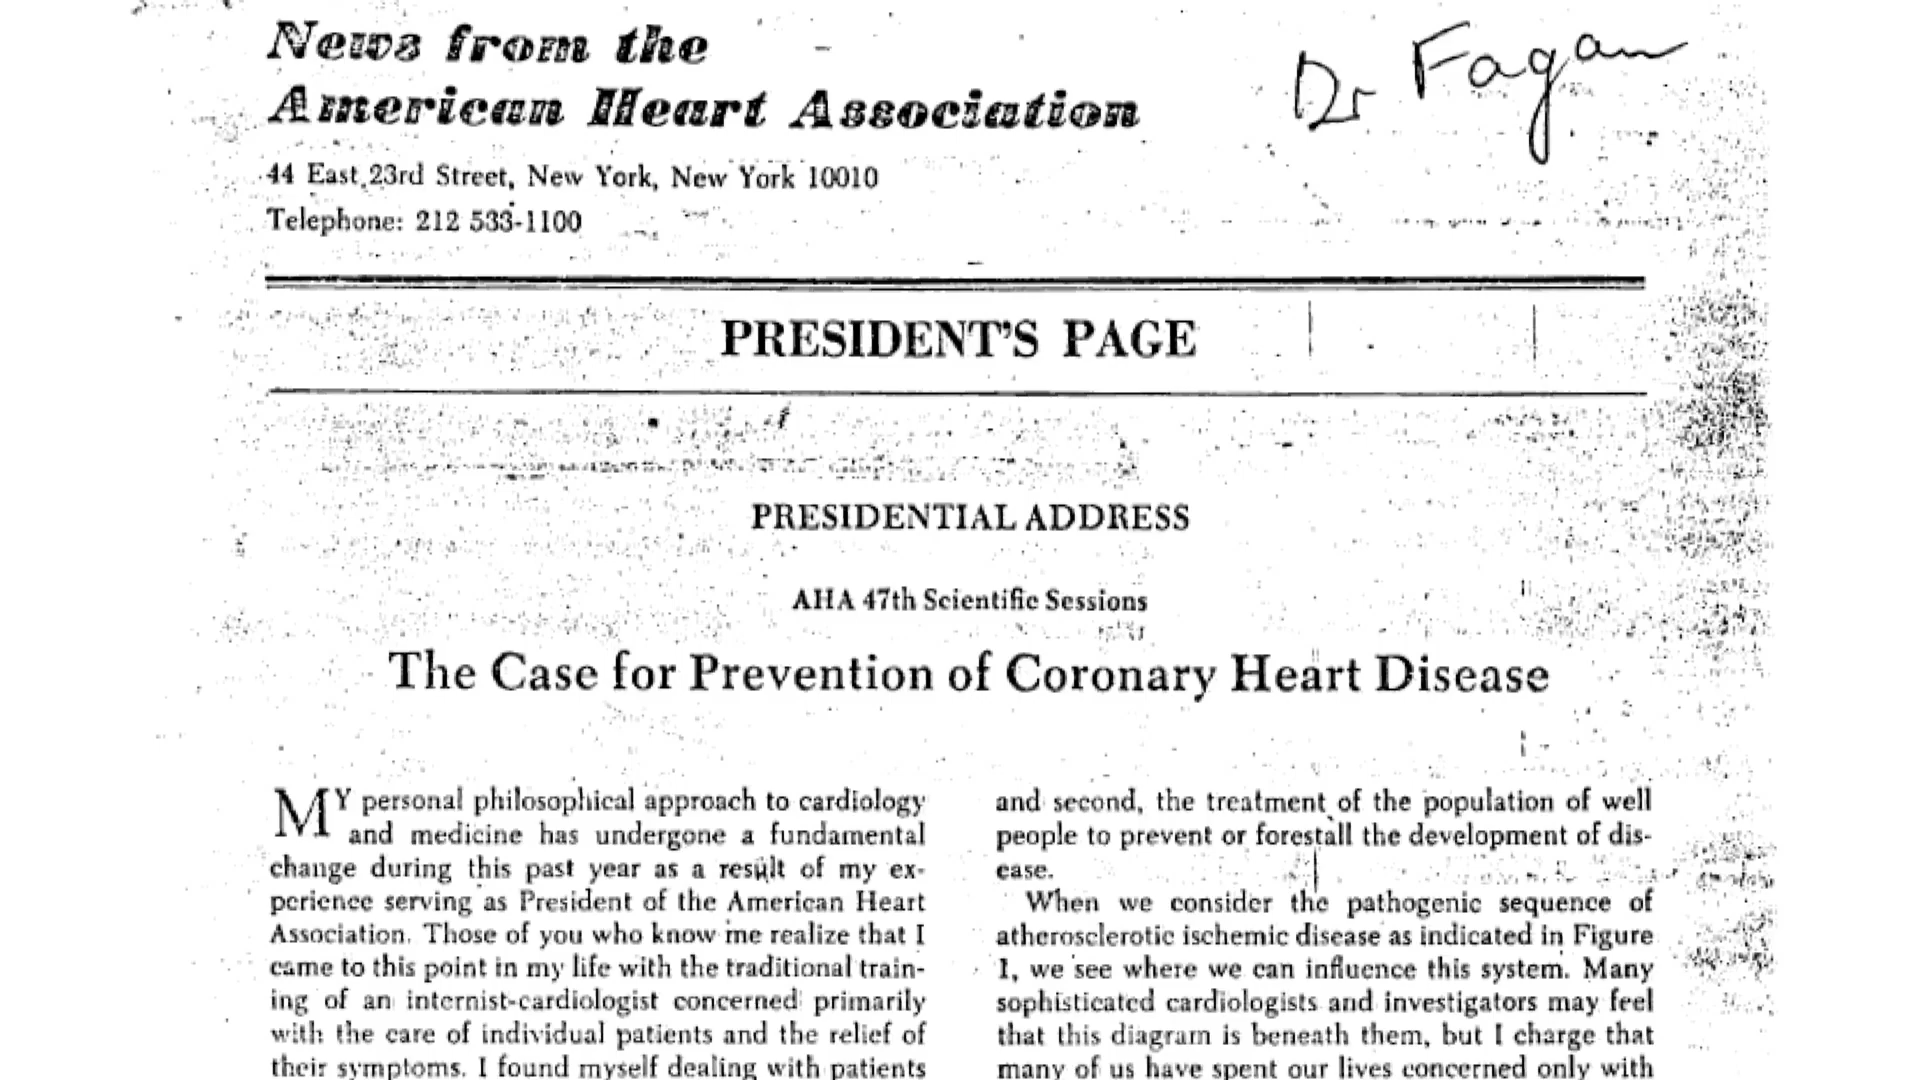 News from the
American Heart Association
Dr Fagan
44 East 23rd Street, New York, New York 10010
Telephone: 212 533-1100
PRESIDENT'S PAGE
PRESIDENTIAL ADDRESS
AHA 47th Scientific Sessions
The Case for Prevention of Coronary Heart Disease
MY personal philosophical approach to cardiology
and medicine has undergone a fundamental
change during this past year as a result of my ex-
perience serving as President of the American Heart
Association. Those of you who know me realize that I
came to this point in my life with the traditional train-
ing of an internist-cardiologist concerned primarily
with the care of individual patients and the relief of
their symptoms. I found myself dealing with patients
and second, the treatment of the population of well
people to prevent or forestall the development of dis-
ease.
When we consider the pathogenic sequence of
atherosclerotic ischemic disease as indicated in Figure
1, we see where we can influence this system. Many
sophisticated cardiologists and investigators may feel
that this diagram is beneath them, but I charge that
many of us have spent our lives concerned only with